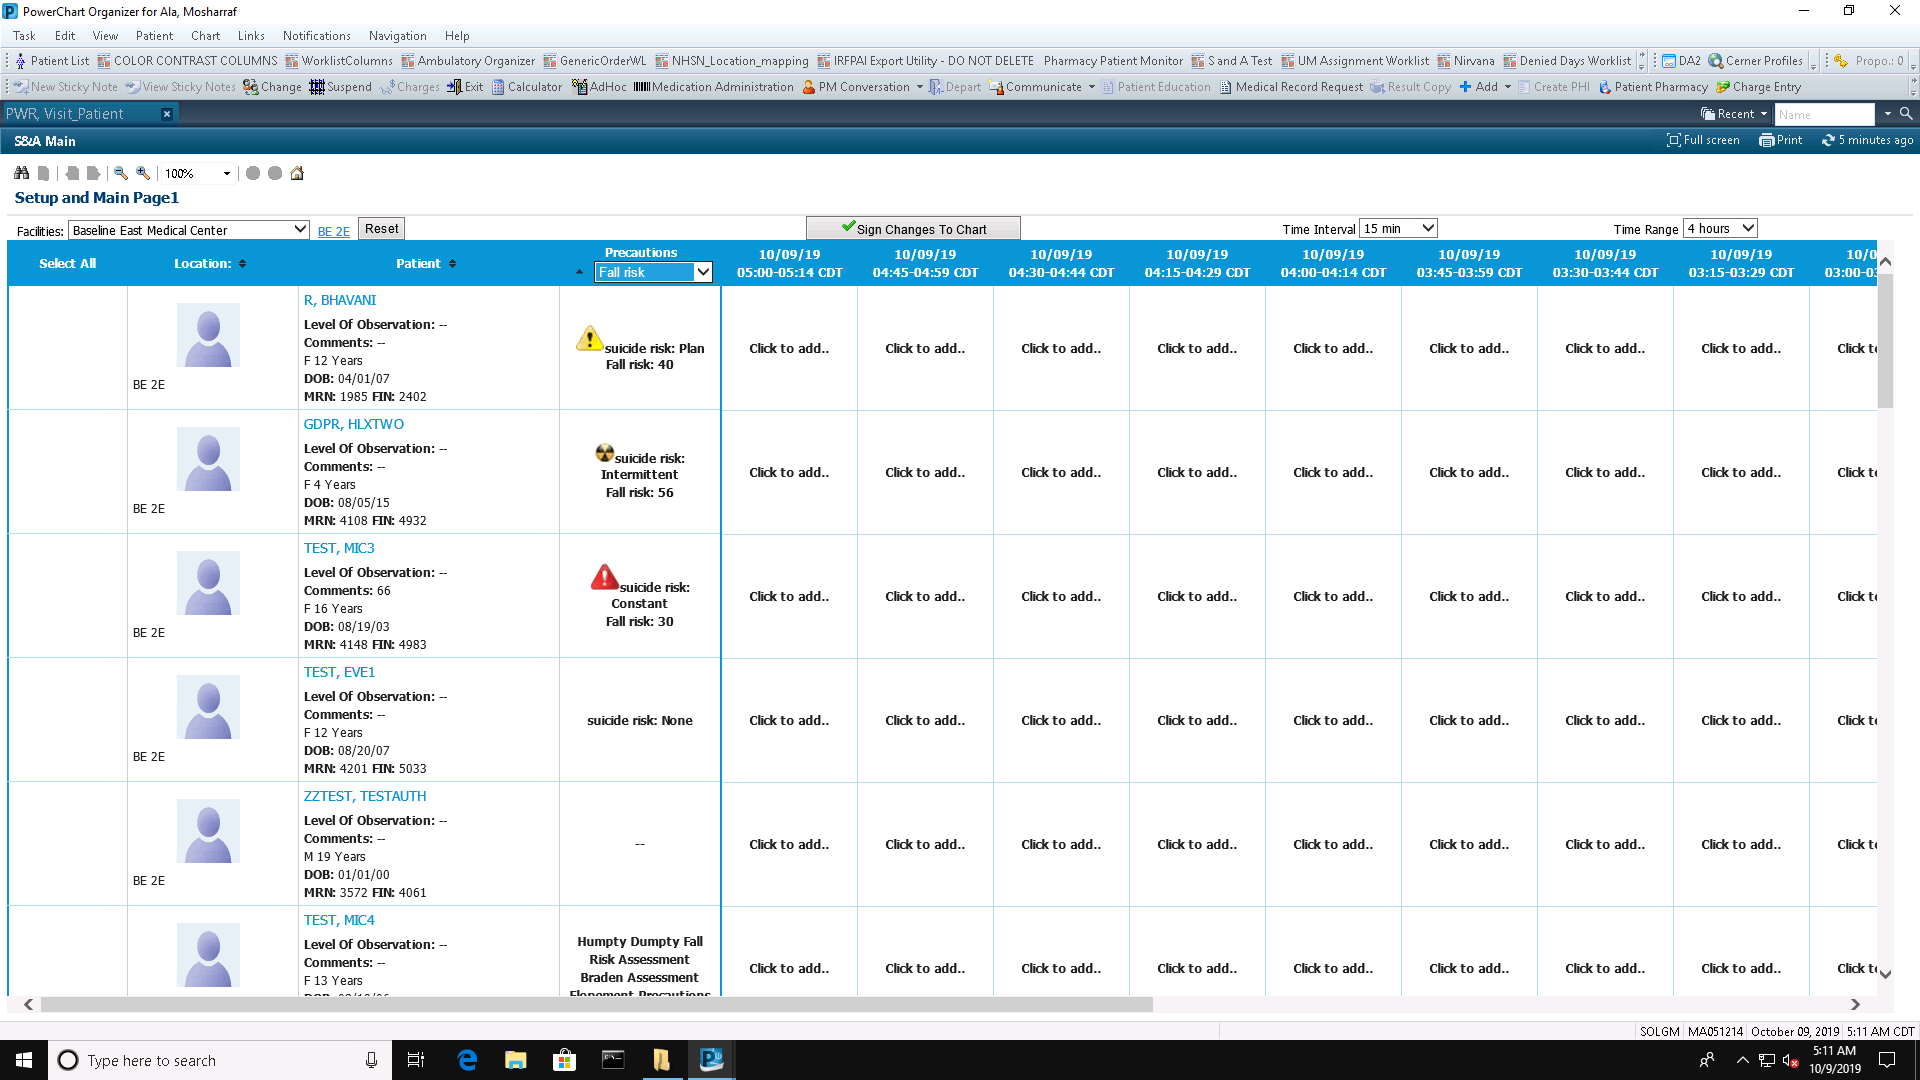 PowerChart Organizer for Ala, Mosharraf
Task Edit View Patient Chart Links Notifications Navigation Help
Patient List COLOR CONTRAST COLUMNS WorklistColumns Ambulatory Organizer GenericOrderWL NHSN_Location_mapping IRFPAI Export Utility - DO NOT DELETE Pharmacy Patient Monitor S and A Test UM Assignment Worklist Nirvana Denied Days Worklist DA2 Cerner Profiles Propo.: 0
New Sticky Note View Sticky Notes Change Suspend Charges Exit Calculator AdHoc Medication Administration PM Conversation Depart Communicate Patient Education Medical Record Request Result Copy Add Create PHI Patient Pharmacy Charge Entry
PWR, Visit_Patient Recent Name
S&A Main Full screen Print 5 minutes ago
100%
Setup and Main Page1
Facilities: Baseline East Medical Center BE 2E Reset Sign Changes To Chart Time Interval 15 min Time Range 4 hours
Select All Location: Patient Precautions Fall risk
10/09/19 05:00-05:14 CDT
10/09/19 04:45-04:59 CDT
10/09/19 04:30-04:44 CDT
10/09/19 04:15-04:29 CDT
10/09/19 04:00-04:14 CDT
10/09/19 03:45-03:59 CDT
10/09/19 03:30-03:44 CDT
10/09/19 03:15-03:29 CDT
BE 2E
R, BHAVANI
Level Of Observation: --
Comments: --
F 12 Years
DOB: 04/01/07
MRN: 1985 FIN: 2402
suicide risk: Plan
Fall risk: 40
Click to add.. Click to add.. Click to add.. Click to add.. Click to add.. Click to add.. Click to add.. Click to add.. Click
BE 2E
GDPR, HLXTWO
Level Of Observation: --
Comments: --
F 4 Years
DOB: 08/05/15
MRN: 4108 FIN: 4932
suicide risk:
Intermittent
Fall risk: 56
Click to add.. Click to add.. Click to add.. Click to add.. Click to add.. Click to add.. Click to add.. Click to add.. Click
BE 2E
TEST, MIC3
Level Of Observation: --
Comments: 66
F 16 Years
DOB: 08/19/03
MRN: 4148 FIN: 4983
suicide risk:
Constant
Fall risk: 30
Click to add.. Click to add.. Click to add.. Click to add.. Click to add.. Click to add.. Click to add.. Click to add.. Click
BE 2E
TEST, EVE1
Level Of Observation: --
Comments: --
F 12 Years
DOB: 08/20/07
MRN: 4201 FIN: 5033
suicide risk: None
Click to add.. Click to add.. Click to add.. Click to add.. Click to add.. Click to add.. Click to add.. Click to add.. Click
BE 2E
ZZTEST, TESTAUTH
Level Of Observation: --
Comments: --
M 19 Years
DOB: 01/01/00
MRN: 3572 FIN: 4061
--
Click to add.. Click to add.. Click to add.. Click to add.. Click to add.. Click to add.. Click to add.. Click to add.. Click
TEST, MIC4
Level Of Observation: --
Comments: --
F 13 Years
Humpty Dumpty Fall
Risk Assessment
Braden Assessment
Elopement Precautions
Click to add.. Click to add.. Click to add.. Click to add.. Click to add.. Click to add.. Click to add.. Click to add.. Click
SOLGM MA051214 October 09, 2019 5:11 AM CDT
Type here to search
5:11 AM
10/9/2019